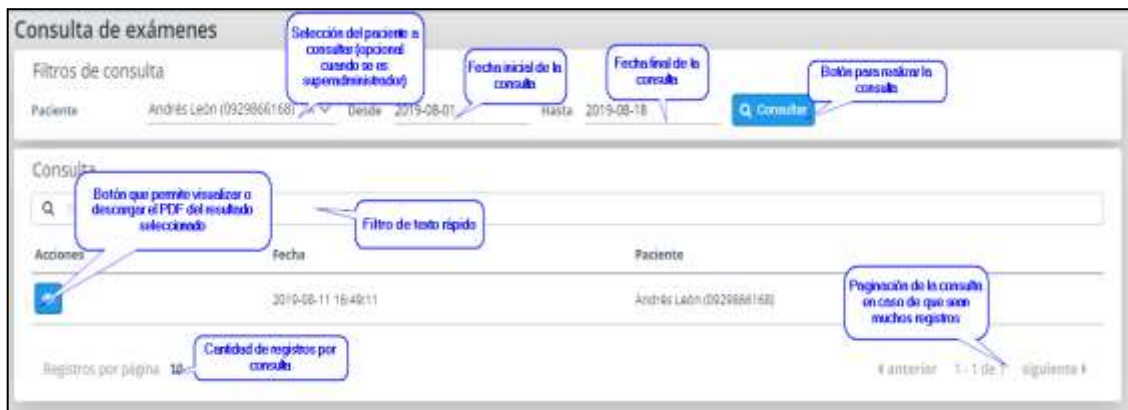 Consulta de exámenes
Selección del paciente a
consultar (opcional
cuando se es
superadministrador)
Filtros de consulta
Fecha inicial de la
consulta
Fecha final de la
consulta
Botón para realizar la
consulta
Paciente
Andrés León (0929866168)
Desde
2019-08-01
Hasta
2019-08-18
Consultar
Consulta
Botón que permite visualizar o
descargar el PDF del resultado
seleccionado
Filtro de texto rápido
Acciones
Fecha
Paciente
2019-08-11 16:49:11
Andrés León (0929866168)
Paginación de la consulta
en caso de que sean
muchos registros
Cantidad de registros por
consulta
Registros por página
10
anterior
1 - 1 de 1
siguiente